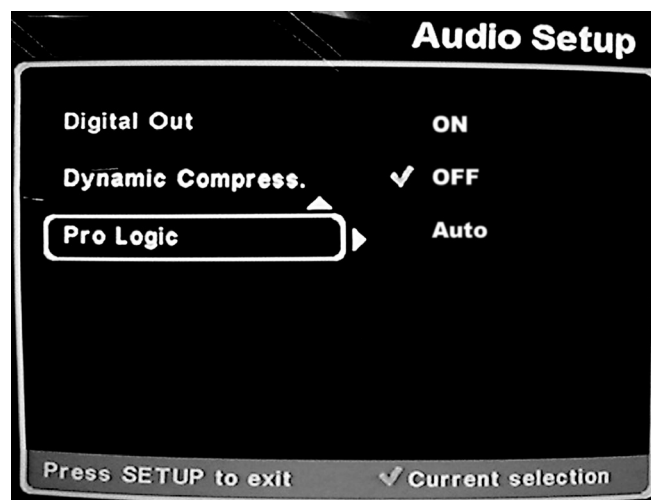 Audio Setup
Digital Out ON
Dynamic Compress. ✓ OFF
Pro Logic Auto
Press SETUP to exit ✓ Current selection